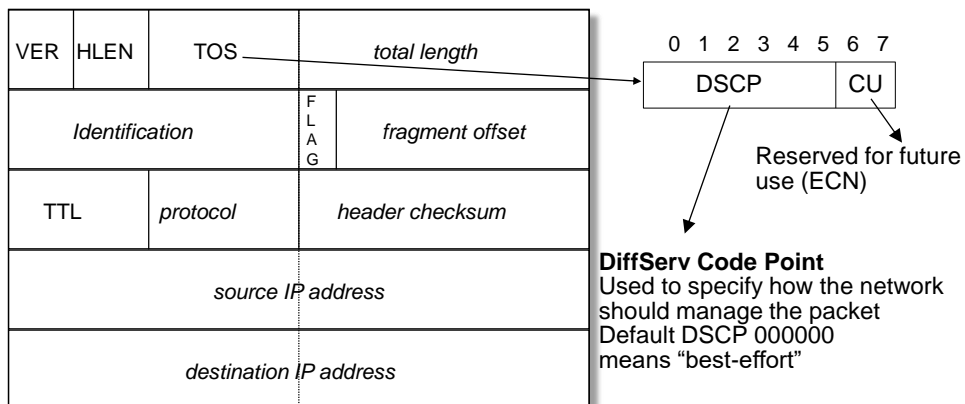 VER HLEN TOS total length
Identification F L A G fragment offset
TTL protocol header checksum
source IP address
destination IP address
0 1 2 3 4 5 6 7
DSCP CU
Reserved for future
use (ECN)
DiffServ Code Point
Used to specify how the network
should manage the packet
Default DSCP 000000
means “best-effort”